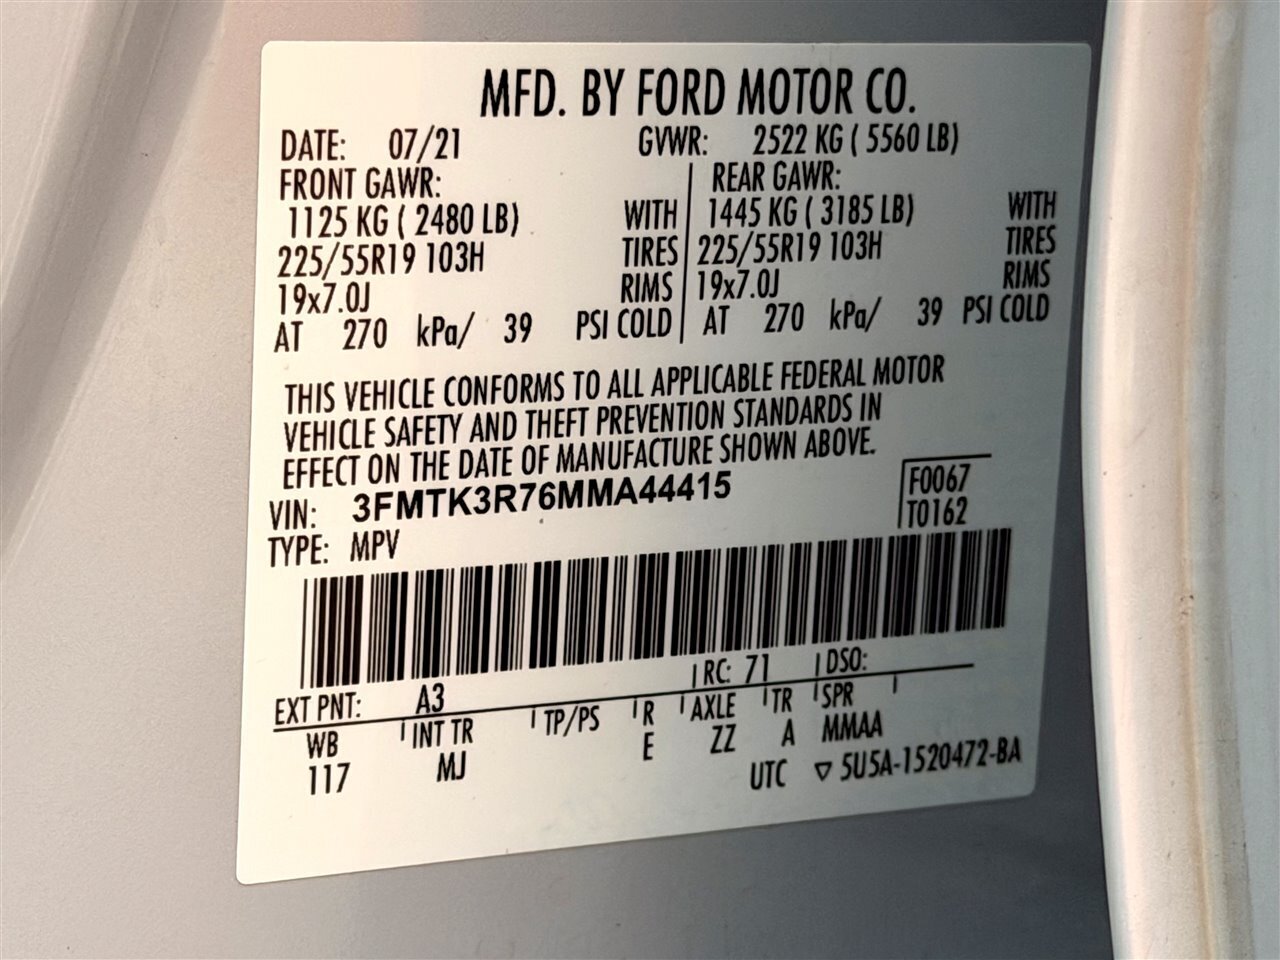 MFD. BY FORD MOTOR CO.
DATE: 07/21 GVWR: 2522 KG ( 5560 LB)
FRONT GAWR: REAR GAWR:
1125 KG ( 2480 LB) WITH 1445 KG ( 3185 LB) WITH
225/55R19 103H TIRES 225/55R19 103H TIRES
19x7.0J RIMS 19x7.0J RIMS
AT 270 kPa/ 39 PSI COLD AT 270 kPa/ 39 PSI COLD
THIS VEHICLE CONFORMS TO ALL APPLICABLE FEDERAL MOTOR
VEHICLE SAFETY AND THEFT PREVENTION STANDARDS IN
EFFECT ON THE DATE OF MANUFACTURE SHOWN ABOVE.
VIN: 3FMTK3R76MMA44415 F0067
TYPE: MPV T0162
EXT PNT: A3 RC: 71 DSO:
WB INT TR TP/PS R AXLE TR SPR
117 MJ E ZZ A MMAA
UTC ▽ 5U5A-1520472-BA